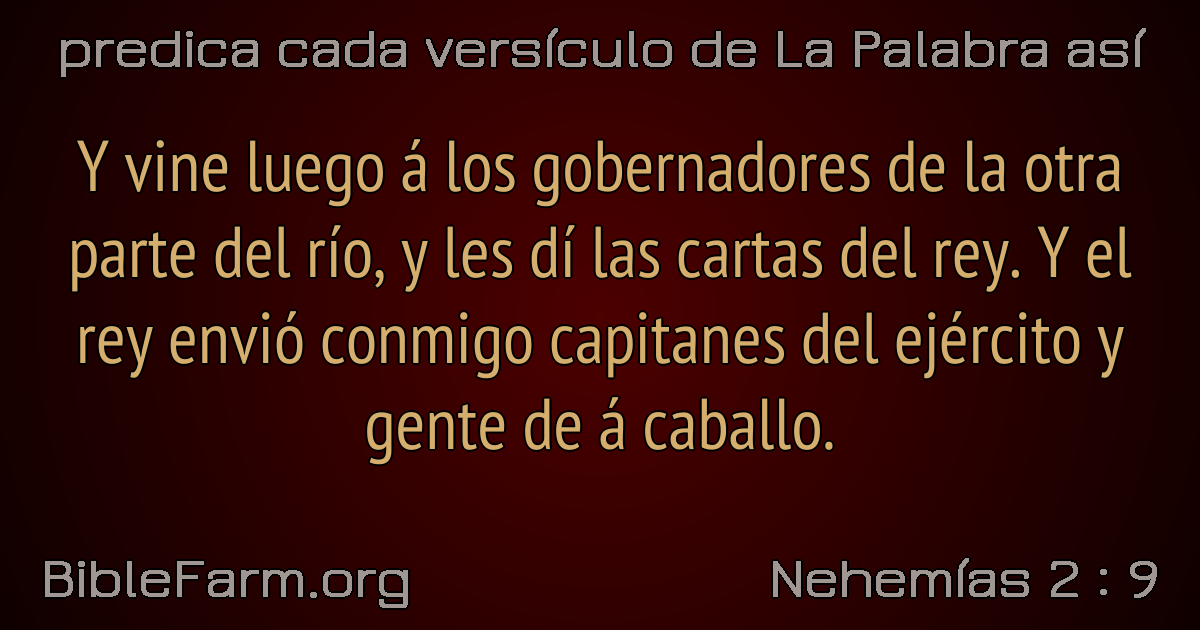 predica cada versículo de La Palabra así
Y vine luego á los gobernadores de la otra
parte del río, y les dí las cartas del rey. Y el
rey envió conmigo capitanes del ejército y
gente de á caballo.
BibleFarm.org
Nehemías 2 : 9